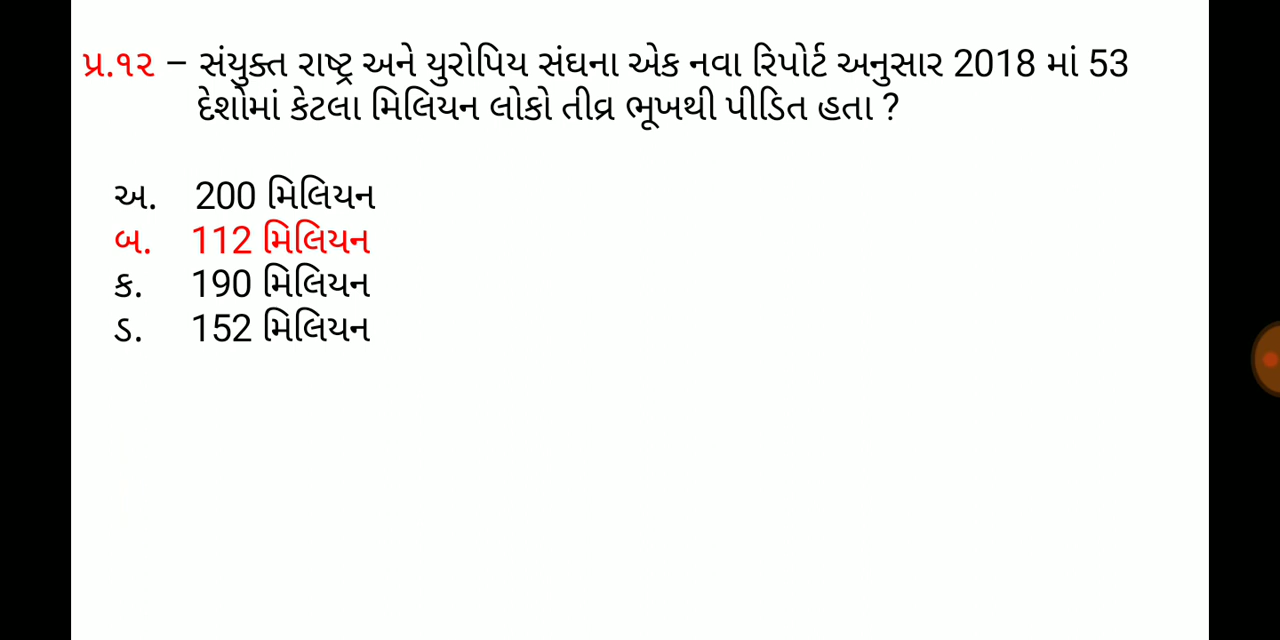 પ્ર.૧૨ – સંયુક્ત રાષ્ટ્ર અને યુરોપિય સંઘના એક નવા રિપોર્ટ અનુસાર 2018 માં 53
દેશોમાં કેટલા મિલિયન લોકો તીવ્ર ભૂખથી પીડિત હતા ?
અ. 200 મિલિયન
બ. 112 મિલિયન
ક. 190 મિલિયન
ડ. 152 મિલિયન